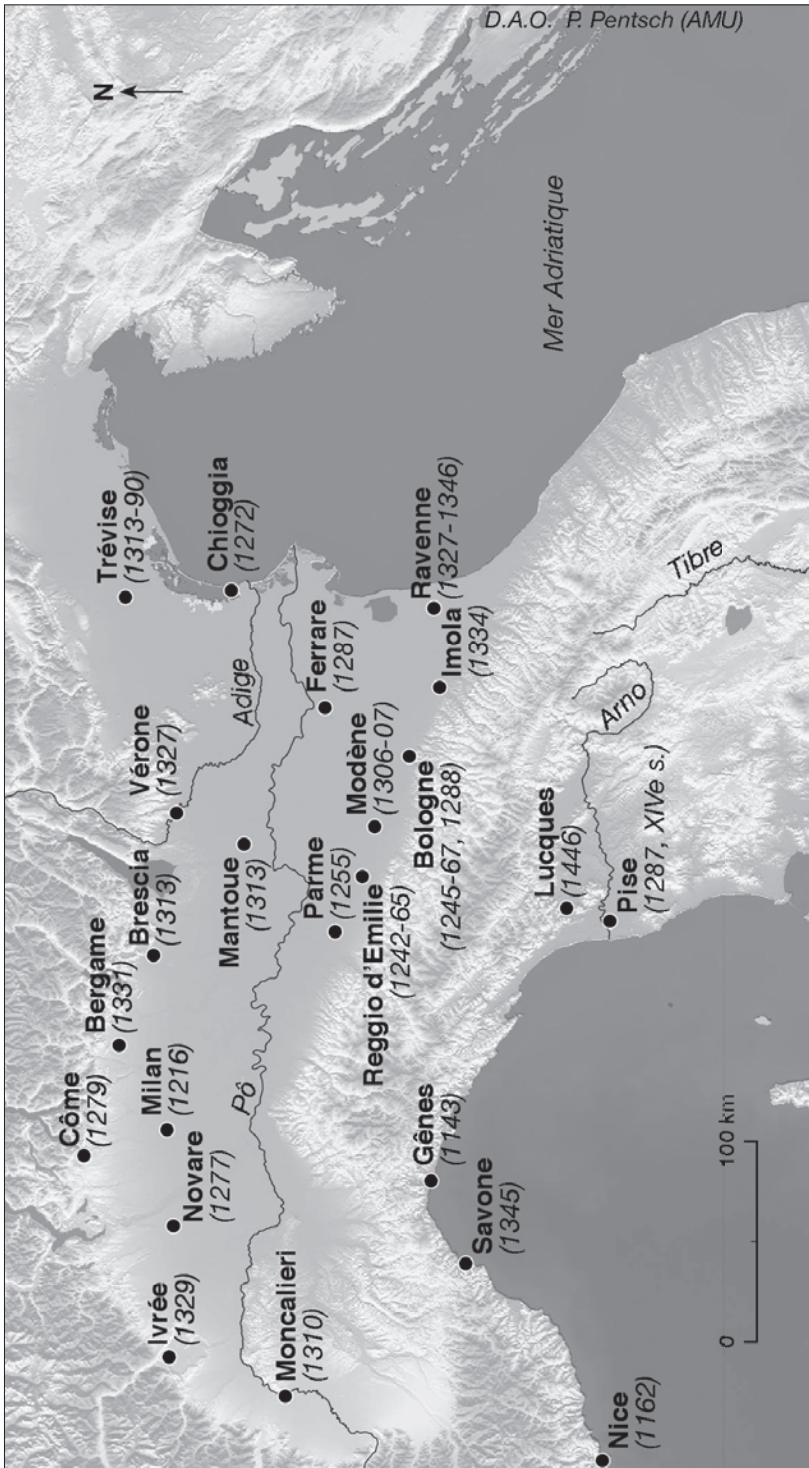 D.A.O. P. Pentsch (AMU)
N
Côme
(1279)
Bergame
(1331)
Brescia
(1313)
Vérone
(1327)
Trévise
(1313-90)
Chioggia
(1272)
Ivrée
(1329)
Novare
(1277)
Milan
(1216)
Mantoue
(1313)
Adige
Ferrare
(1287)
Pô
Moncalieri
(1310)
Parme
(1255)
Reggio d'Emilie
(1242-65)
Modène
(1306-07)
Bologne
(1245-67, 1288)
Imola
(1334)
Ravenne
(1327-1346)
Mer Adriatique
Gênes
(1143)
Savone
(1345)
Nice
(1162)
Lucques
(1446)
Pise
(1287, XIVe s.)
Arno
Tibre
0
100 km